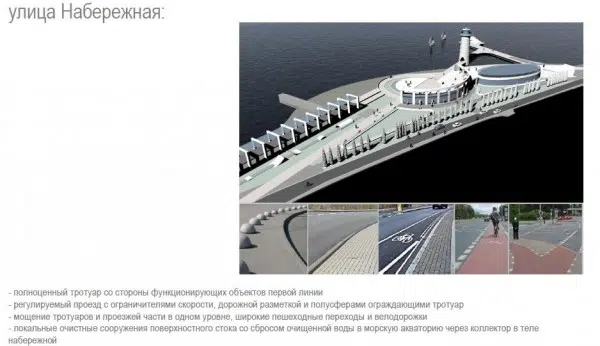 улица Набережная:
- полноценный тротуар со стороны функционирующих объектов первой линии
- регулируемый проезд с ограничителями скорости, дорожной разметкой и полусферами ограждающими тротуар
- мощение тротуаров и проезжей части в одном уровне, широкие пешеходные переходы и велодорожки
- локальные очистные сооружения поверхностного стока со сбросом очищенной воды в морскую акваторию через коллектор в теле
набережной